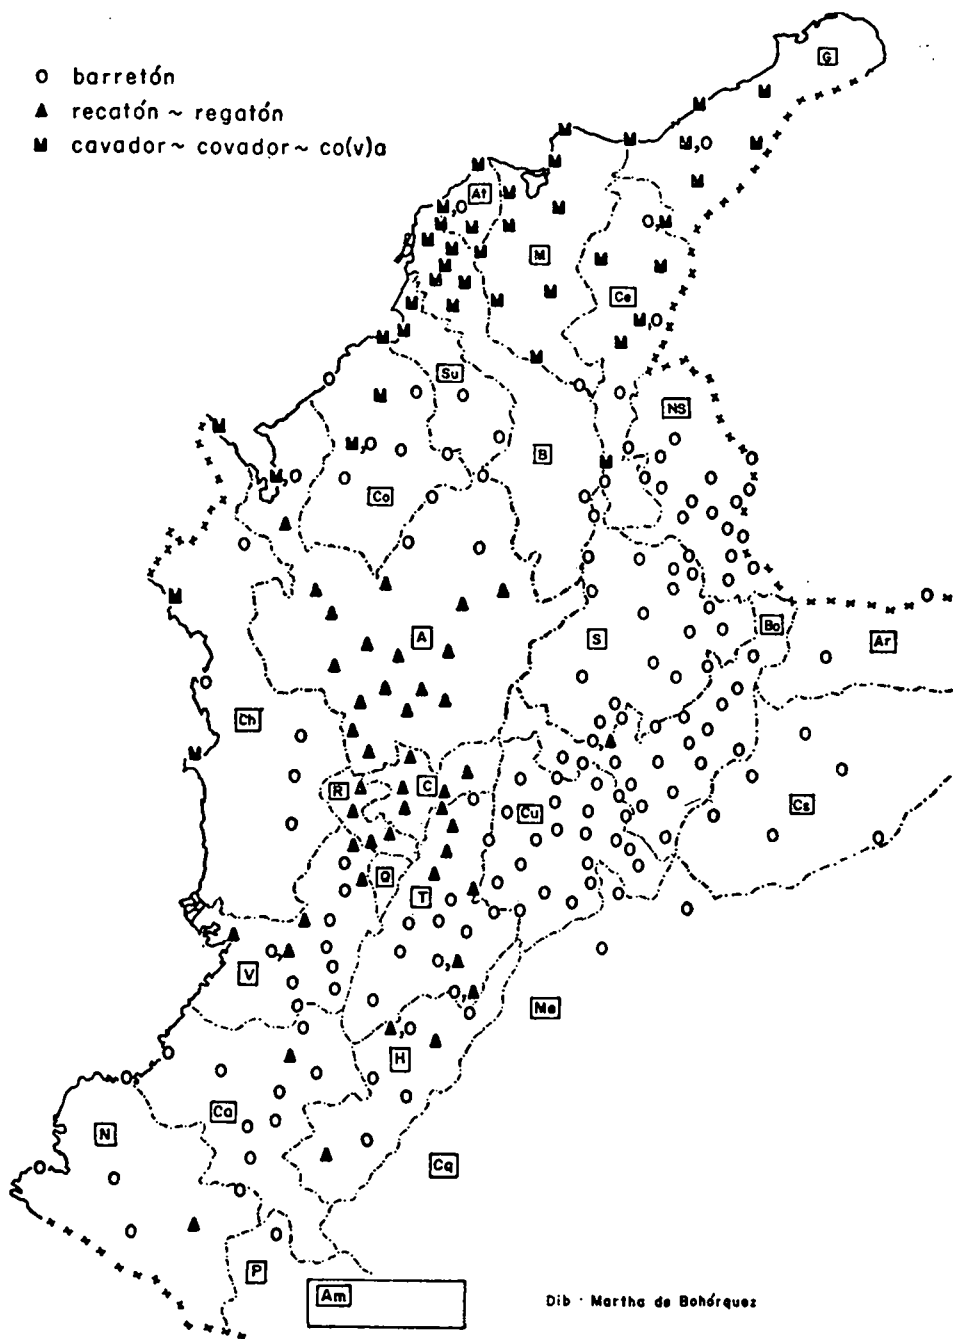 o barretón
▲ recatón ~ regatón
M cavador ~ covador ~ co(v)a
G
At
M
Ce
Su
NS
B
Co
A
S
Bo
Ar
Ch
R
C
Cu
Cs
Q
T
V
Me
H
Ca
N
Cq
P
Am
Dib · Martha de Bohórquez